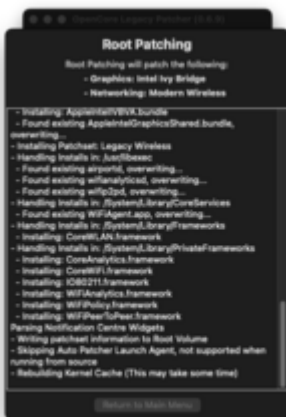 OpenCore Legacy Patcher
Root Patching
Root Patching will patch the following:
- Graphics: Intel Ivy Bridge
- Networking: Modern Wireless
- Installing: AppleIntelIVBVA.bundle
- Found existing AppleIntelGraphicsShared.bundle,
overwriting...
- Installing Patchset: Legacy Wireless
- Handling Installs in: /usr/libexec
- Found existing airportd, overwriting...
- Found existing wifianalyticsd, overwriting...
- Found existing wifip2pd, overwriting...
- Handling Installs in: /System/Library/CoreServices
- Found existing WiFiAgent.app, overwriting...
- Handling Installs in: /System/Library/Frameworks
- Installing: CoreWLAN.framework
- Handling Installs in: /System/Library/PrivateFrameworks
- Installing: CoreAnalytics.framework
- Installing: CoreWiFi.framework
- Installing: IO80211.framework
- Installing: WiFiAnalytics.framework
- Installing: WiFiPolicy.framework
- Installing: WiFiPeerToPeer.framework
Parsing Notification Centre Widgets
- Writing patchset information to Root Volume
- Skipping Auto Patcher Launch Agent, not supported when
running from source
- Rebuilding Kernel Cache (This may take some time)
Return to Main Menu